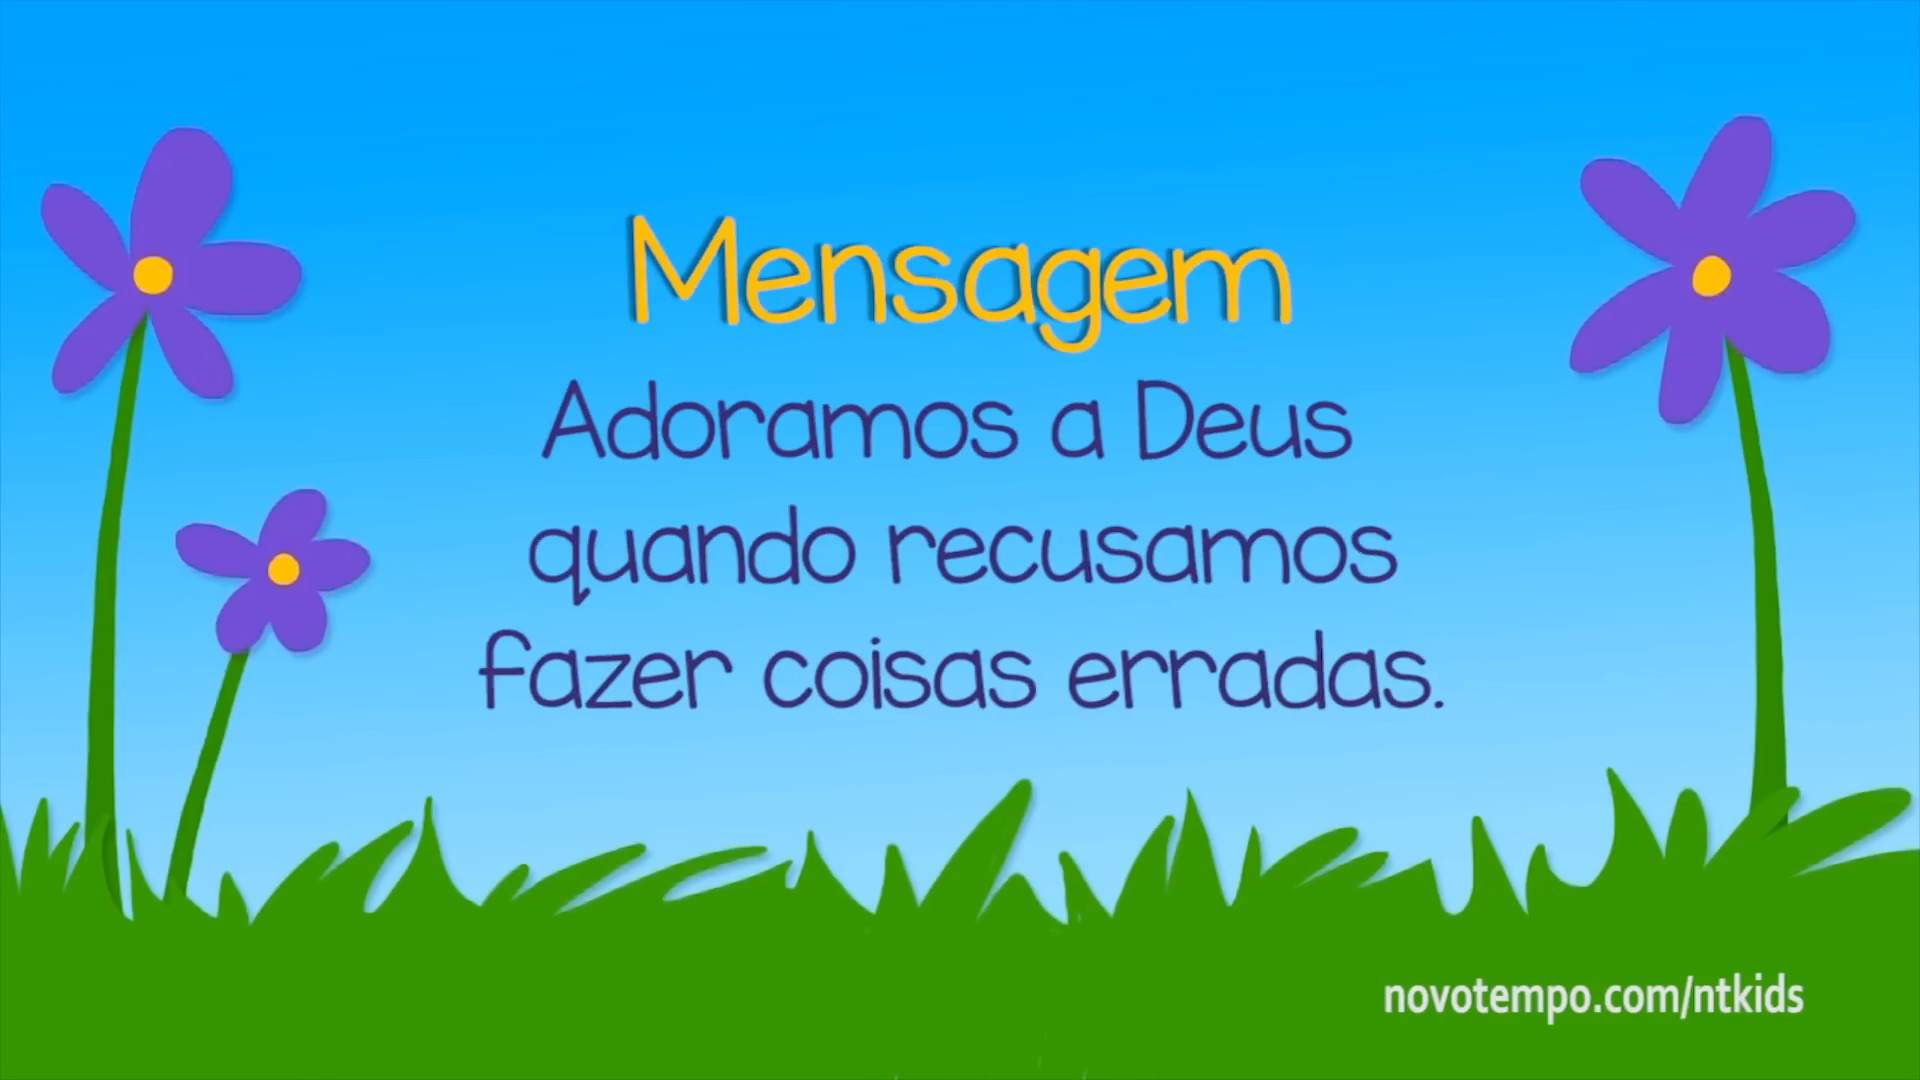 Mensagem
Adoramos a Deus
quando recusamos
fazer coisas erradas.
novotempo.com/ntkids